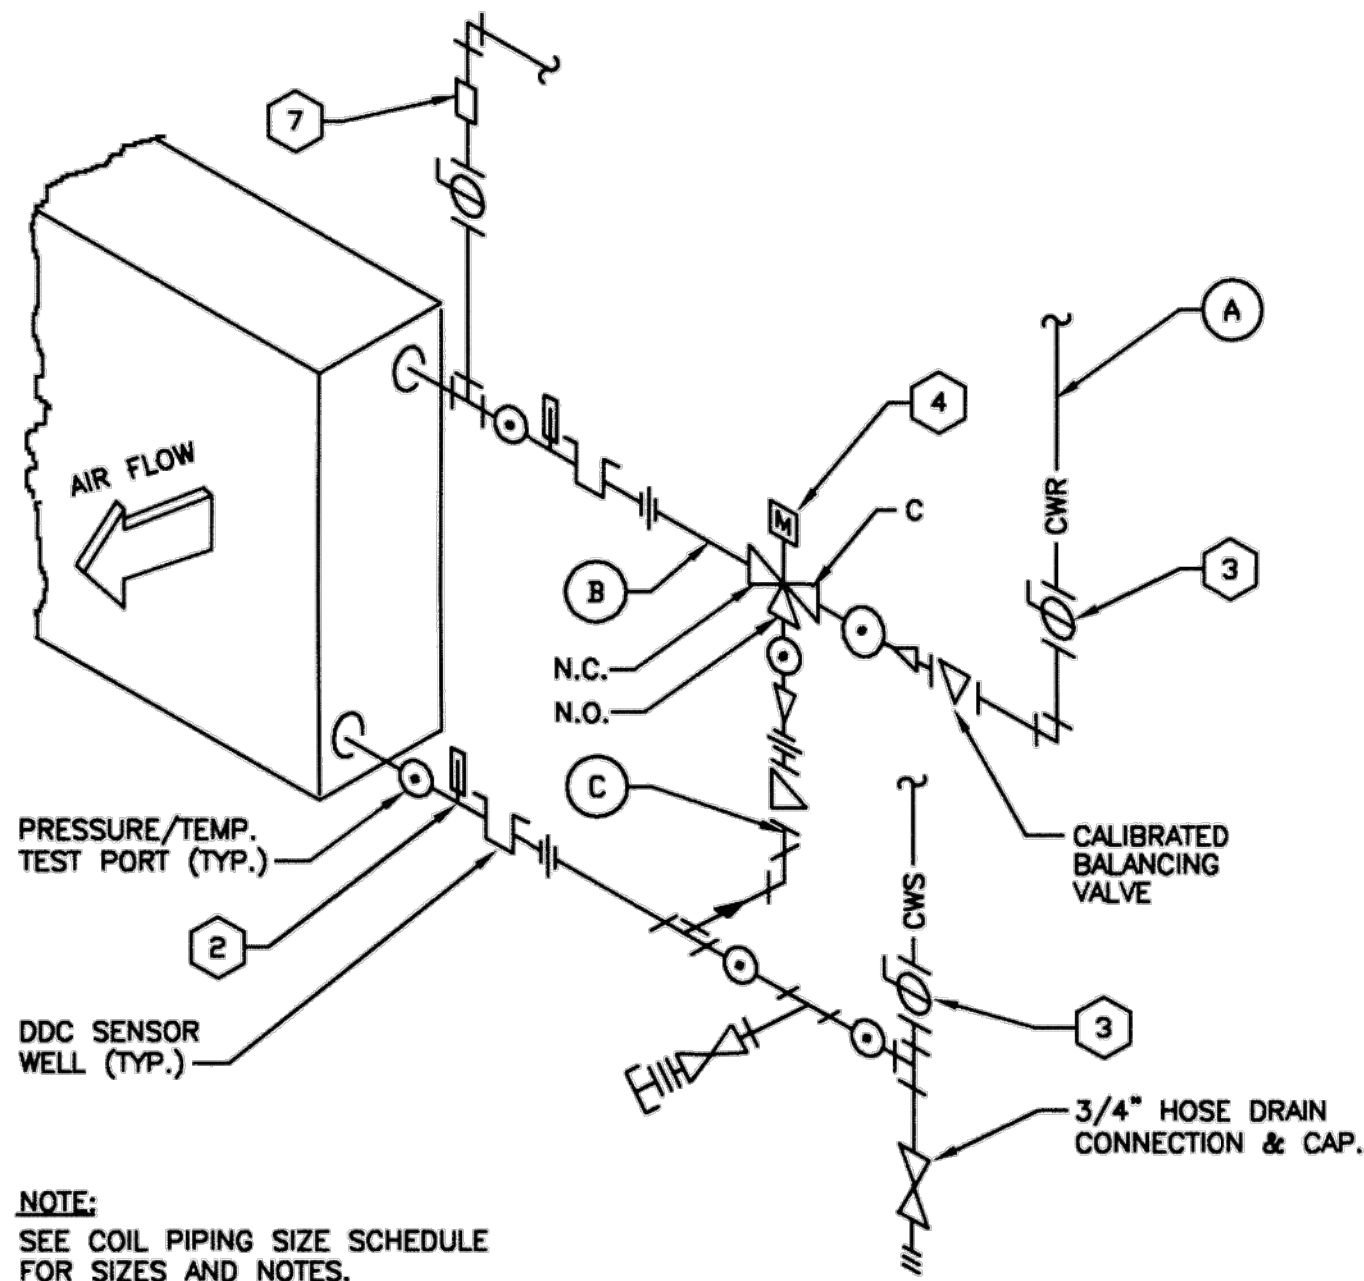 7
A
AIR FLOW
4
M
C
CWR
3
B
N.C.
N.O.
C
PRESSURE/TEMP.
TEST PORT (TYP.)
CALIBRATED
BALANCING
VALVE
CWS
2
3
DDC SENSOR
WELL (TYP.)
3/4" HOSE DRAIN
CONNECTION & CAP.
NOTE:
SEE COIL PIPING SIZE SCHEDULE
FOR SIZES AND NOTES.